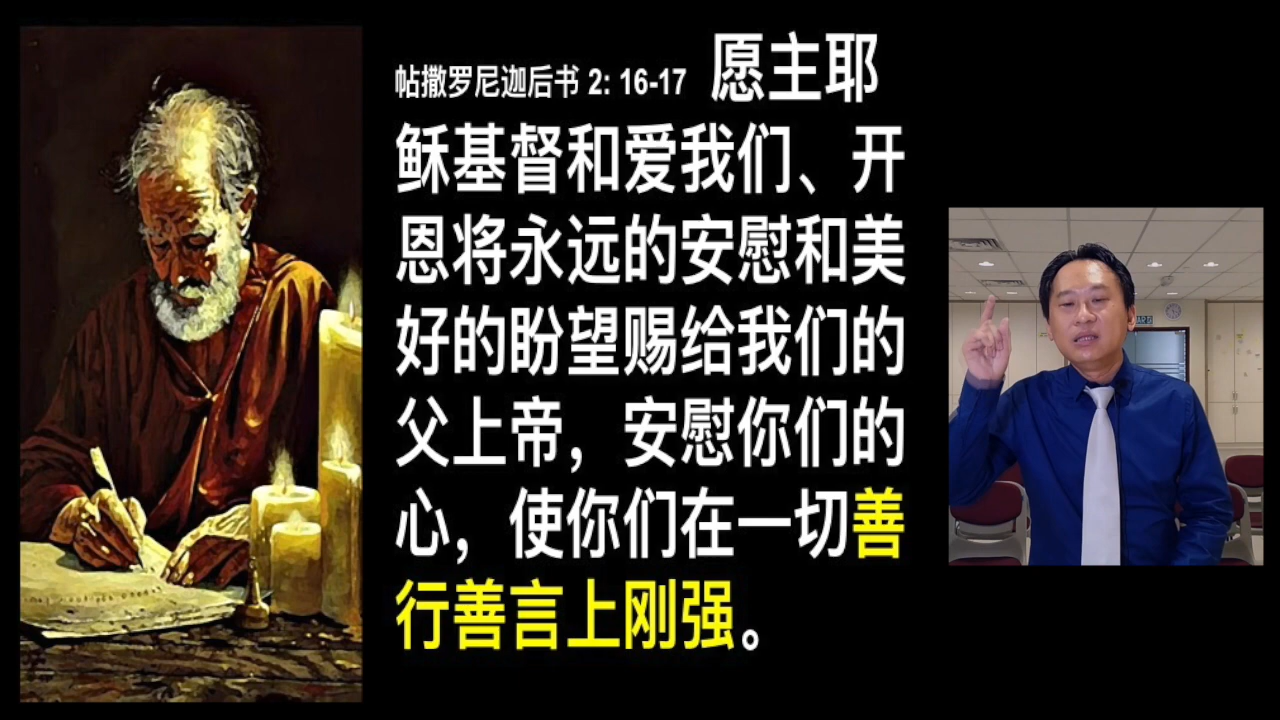 帖撒罗尼迦后书 2: 16-17 愿主耶
稣基督和爱我们、开
恩将永远的安慰和美
好的盼望赐给我们的
父上帝，安慰你们的
心，使你们在一切善
行善言上刚强。